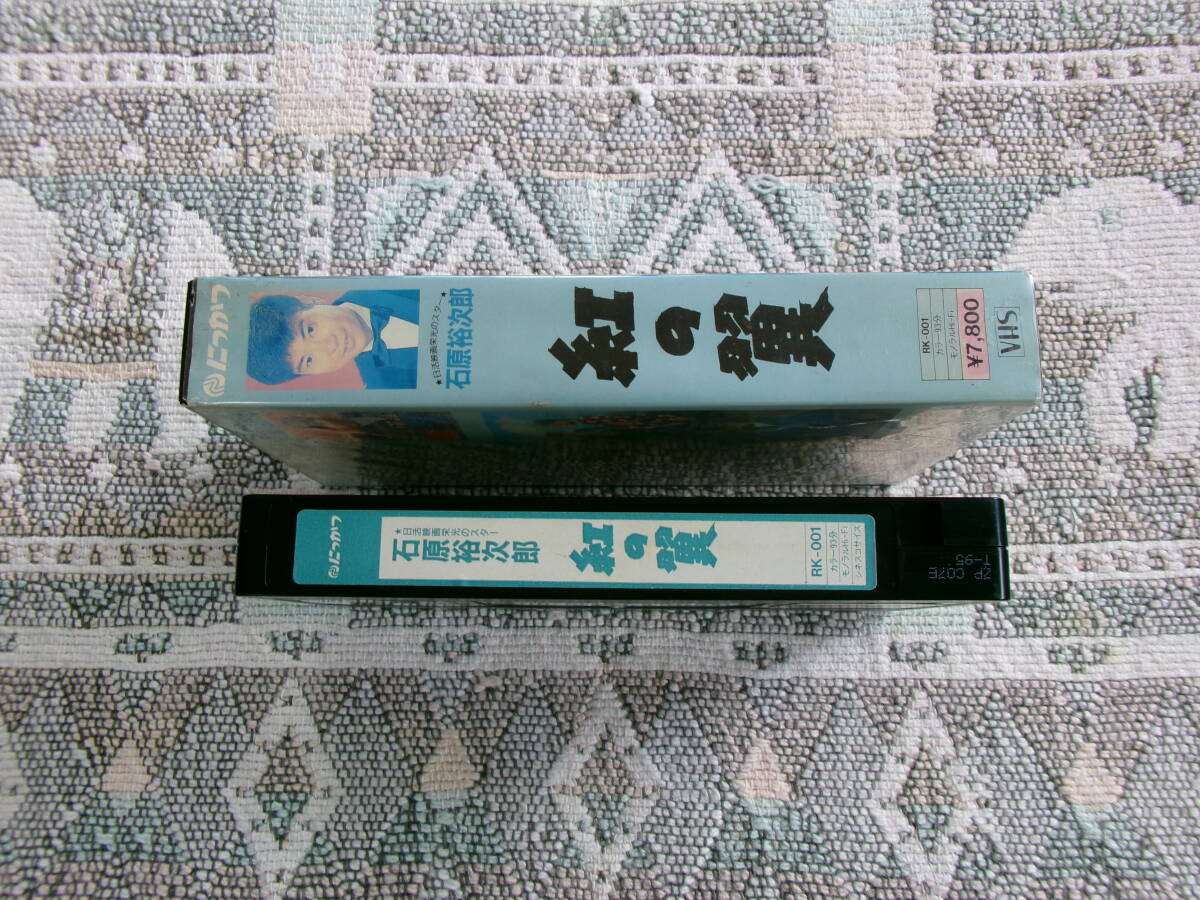 にっかつ
★日活映画栄光のスター★
石原裕次郎
紅の翼
RK-001
カラー93分
モノラルHi-Fi
¥7,800
VHS
にっかつ
★日活映画栄光のスター
石原裕次郎
紅の翼
RK-001
カラー93分
モノラルHi-Fi
シネスコサイズ